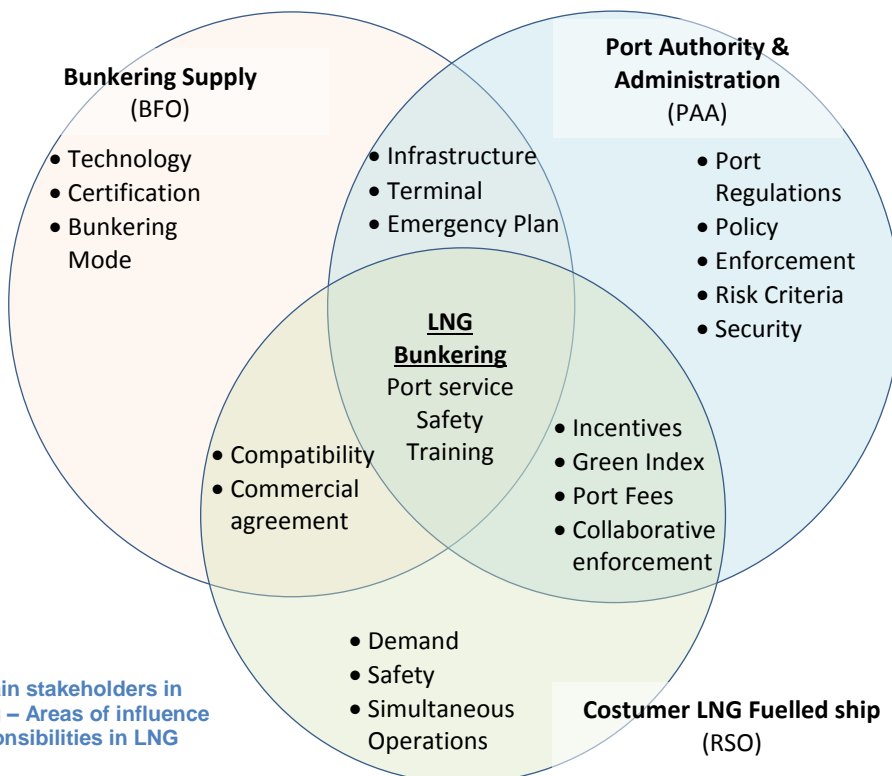 Bunkering Supply
(BFO)
• Technology
• Certification
• Bunkering
Mode
Port Authority &
Administration
(PAA)
• Infrastructure
• Terminal
• Emergency Plan
• Port
Regulations
• Policy
• Enforcement
• Risk Criteria
• Security
LNG
Bunkering
Port service
Safety
Training
• Compatibility
• Commercial
agreement
• Incentives
• Green Index
• Port Fees
• Collaborative
enforcement
• Demand
• Safety
• Simultaneous
Operations
Costumer LNG Fuelled ship
(RSO)
stakeholders in
– Areas of influence
in LNG